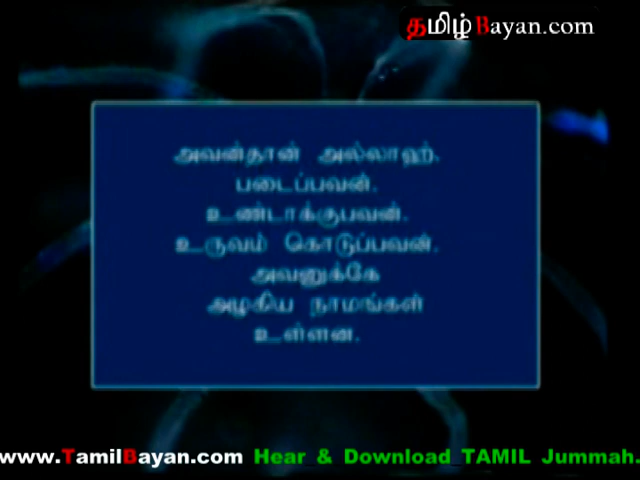 தமிழ் Bayan.com
அவன்தான் அல்லாஹ்.
படைப்பவன்.
உண்டாக்குபவன்.
உருவம் கொடுப்பவன்.
அவனுக்கே
அழகிய நாமங்கள்
உள்ளன.
www.TamilBayan.com Hear & Download TAMIL Jummah.